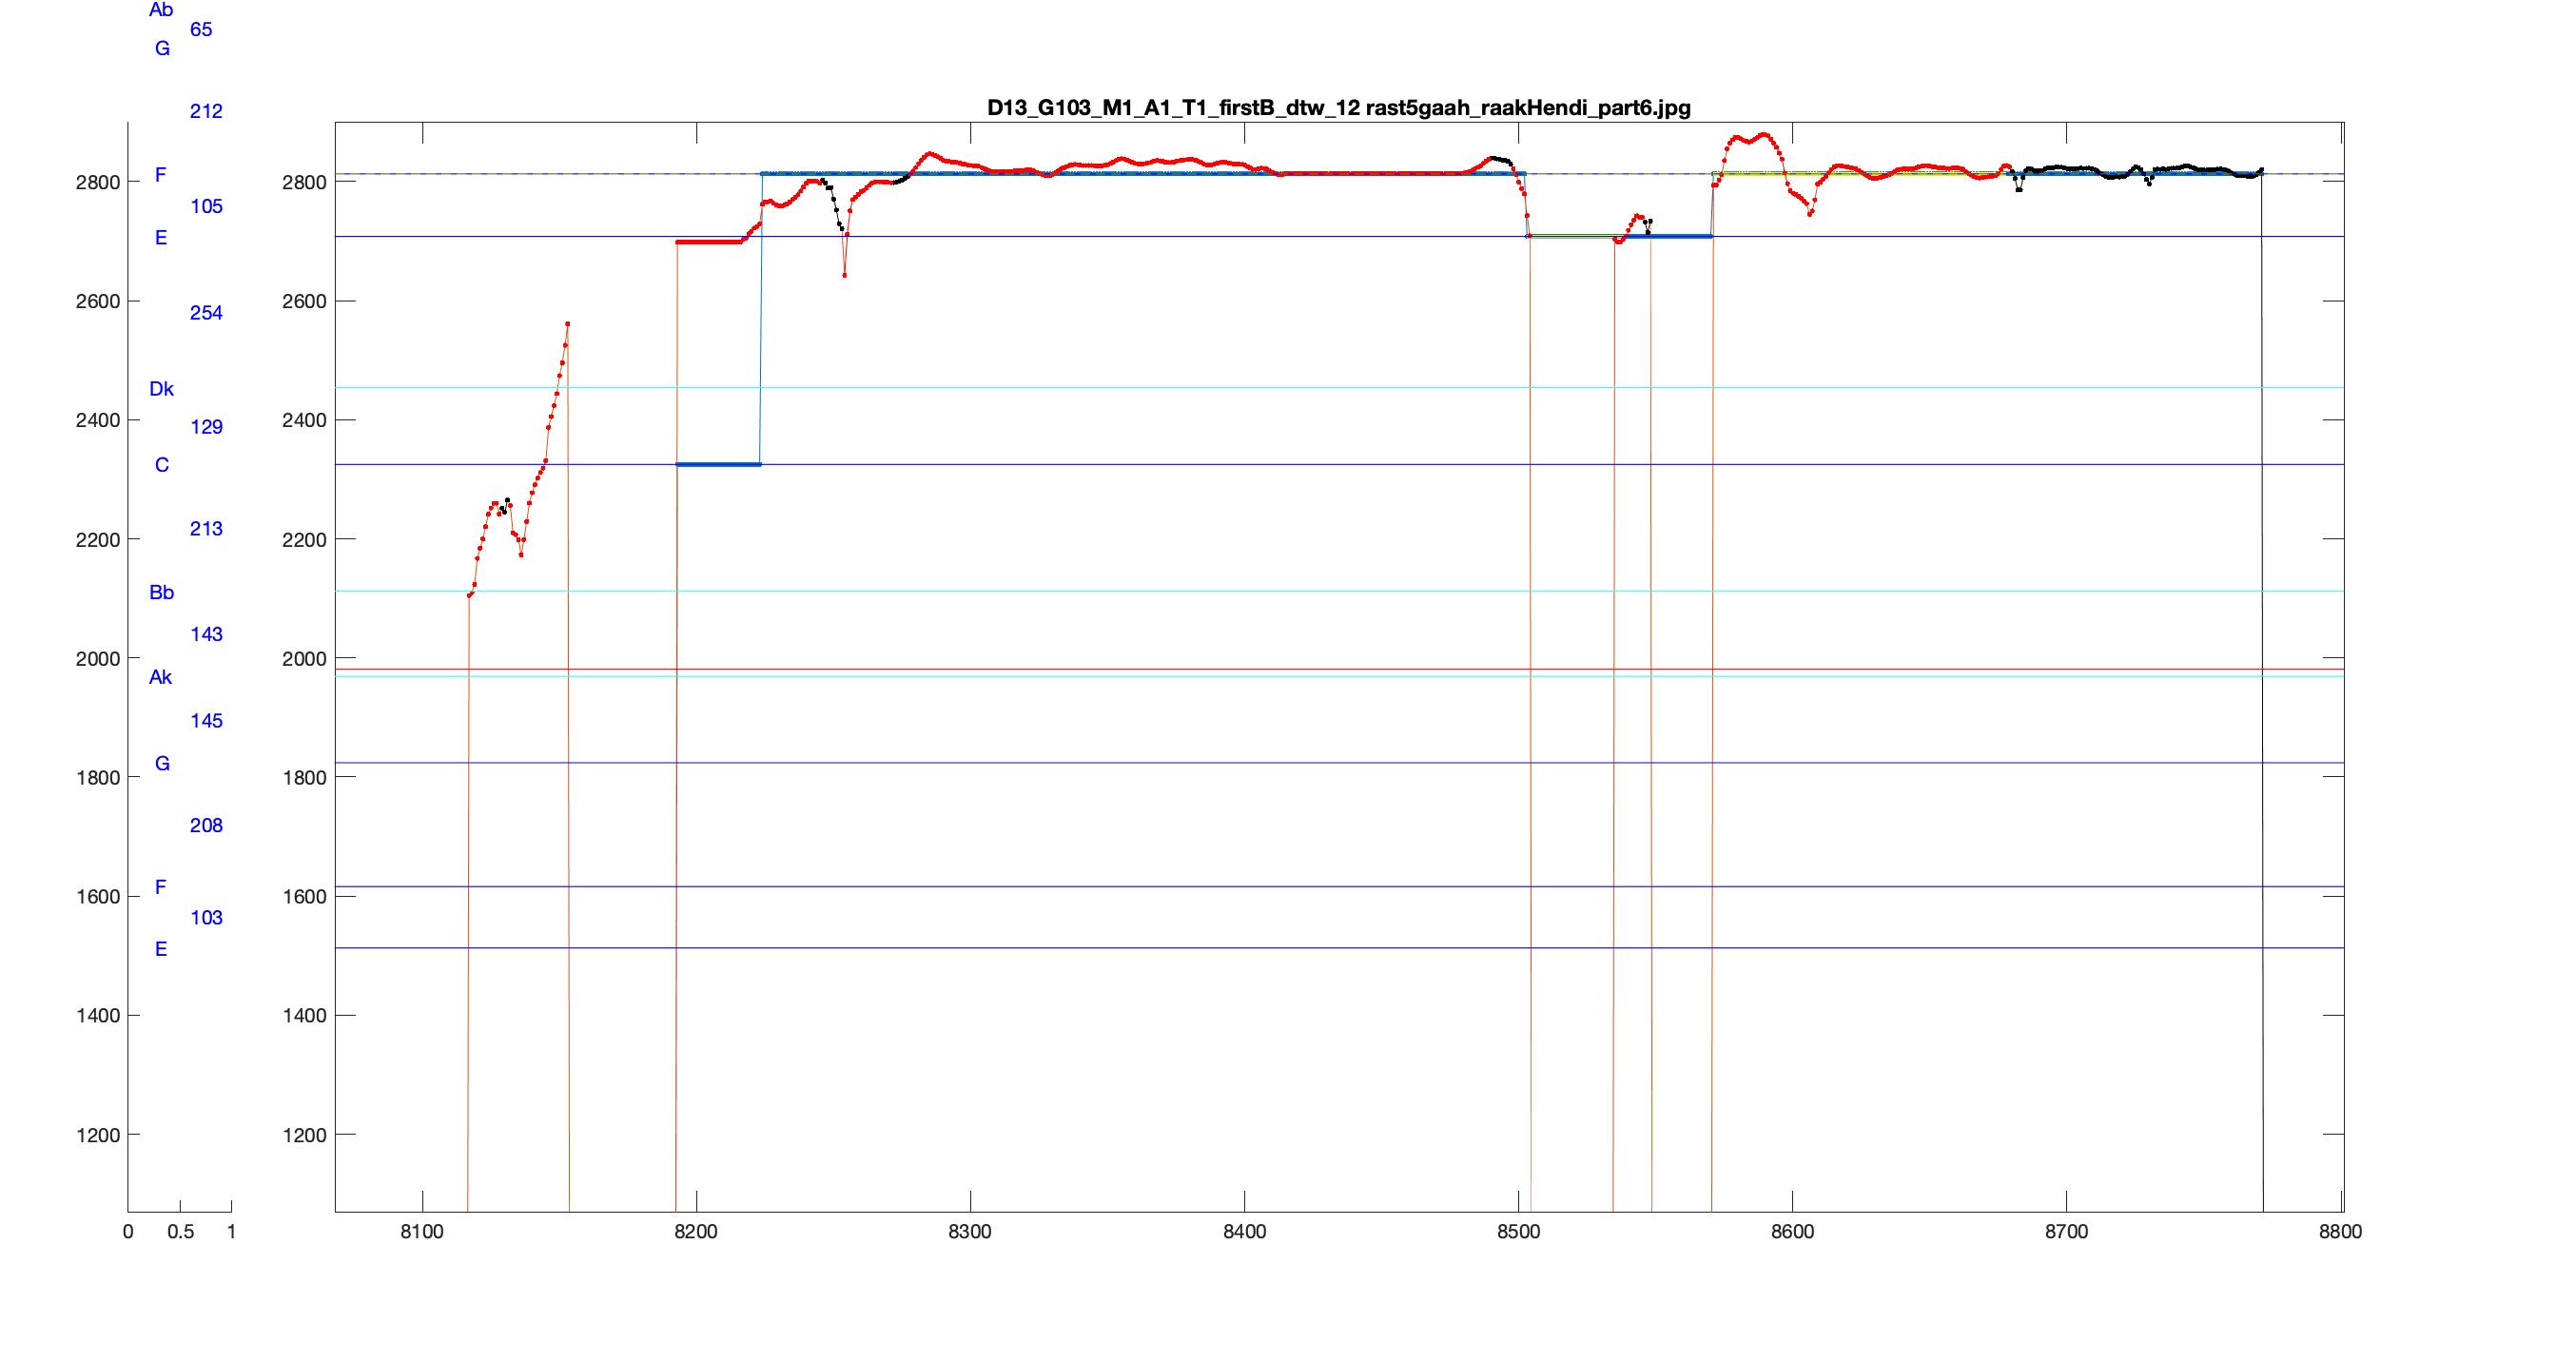 Ab
65
G
212
D13_G103_M1_A1_T1_firstB_dtw_12 rast5gaah_raakHendi_part6.jpg
F
2800 2800
105
E
2600 2600
254
Dk
2400 2400
129
C
213
2200 2200
Bb
143
2000 2000
Ak
145
G
1800 1800
208
F
1600 1600
103
E
1400 1400
1200 1200
0 0.5 1 8100 8200 8300 8400 8500 8600 8700 8800